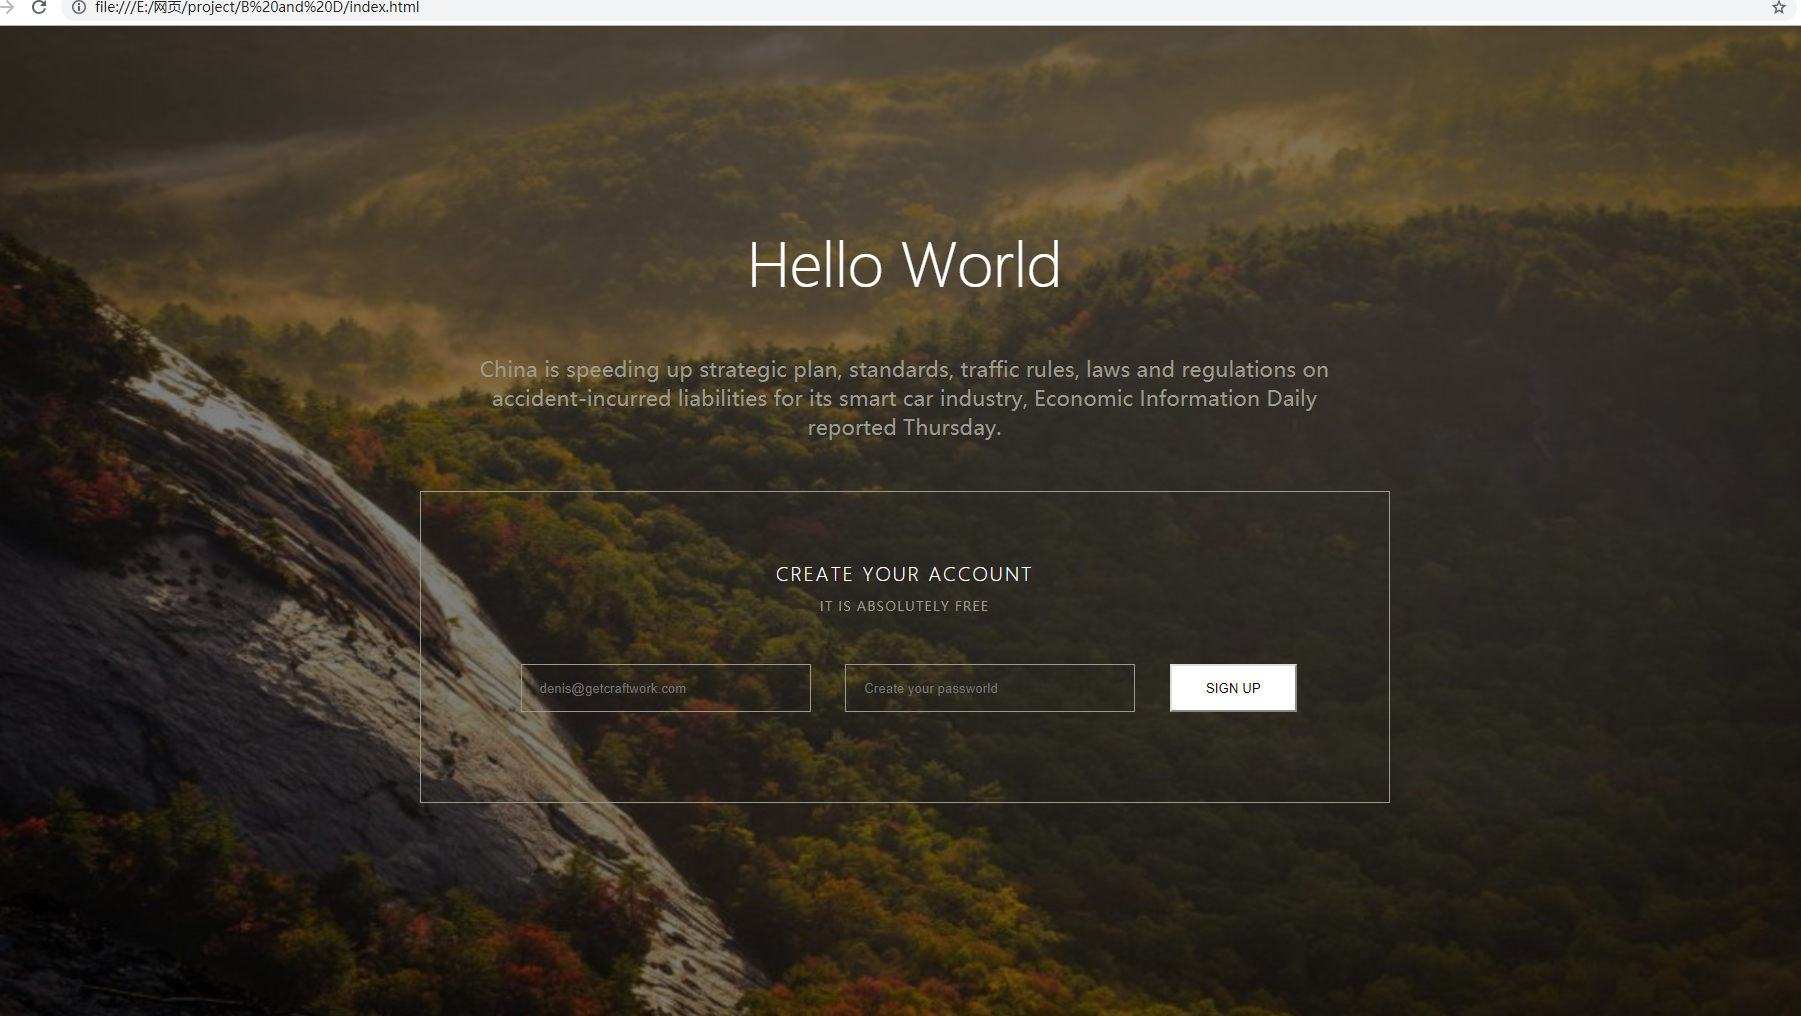 file:///E:/网页/project/B%20and%20D/index.html
Hello World
China is speeding up strategic plan, standards, traffic rules, laws and regulations on
accident-incurred liabilities for its smart car industry, Economic Information Daily
reported Thursday.
CREATE YOUR ACCOUNT
IT IS ABSOLUTELY FREE
denis@getcraftwork.com
Create your passworld
SIGN UP